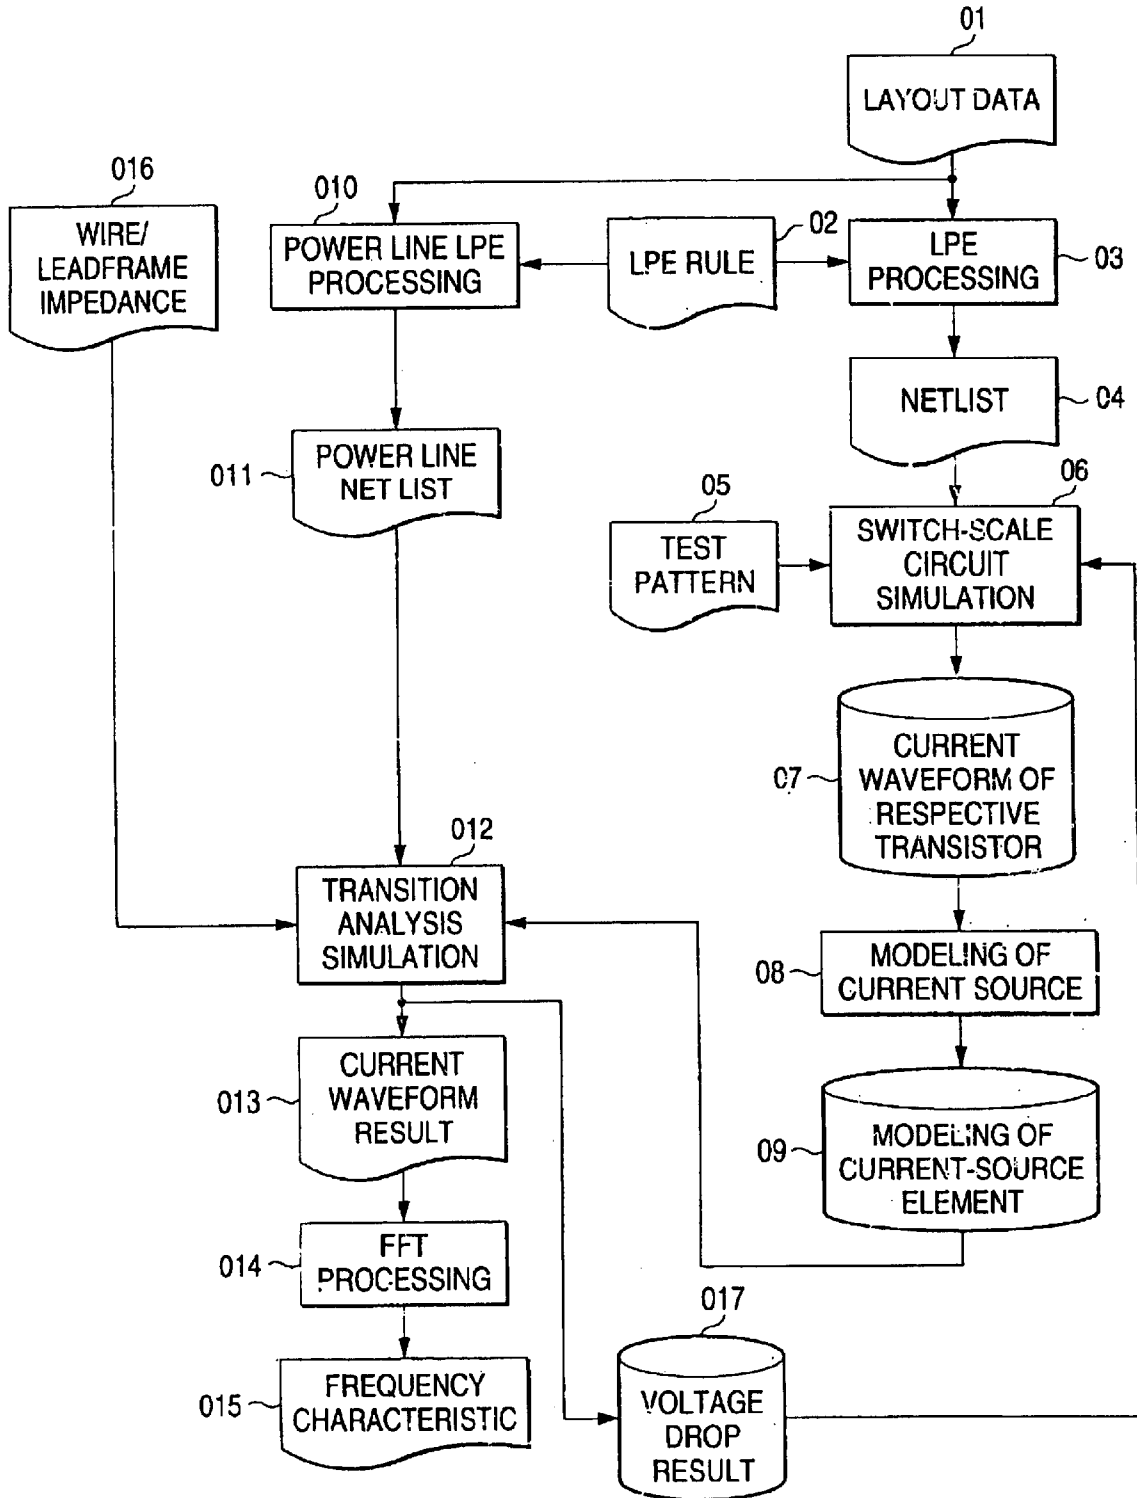 01
LAYOUT DATA
016
WIRE/
LEADFRAME
IMPEDANCE
010
POWER LINE LPE
PROCESSING
02
LPE RULE
LPE
PROCESSING
03
NETLIST
04
011
POWER LINE
NET LIST
05
TEST
PATTERN
06
SWITCH-SCALE
CIRCUIT
SIMULATION
07
CURRENT
WAVEFORM OF
RESPECTIVE
TRANSISTOR
012
TRANSITION
ANALYSIS
SIMULATION
08
MODELING OF
CURRENT SOURCE
013
CURRENT
WAVEFORM
RESULT
09
MODELING OF
CURRENT-SOURCE
ELEMENT
014
FFT
PROCESSING
017
VOLTAGE
DROP
RESULT
015
FREQUENCY
CHARACTERISTIC